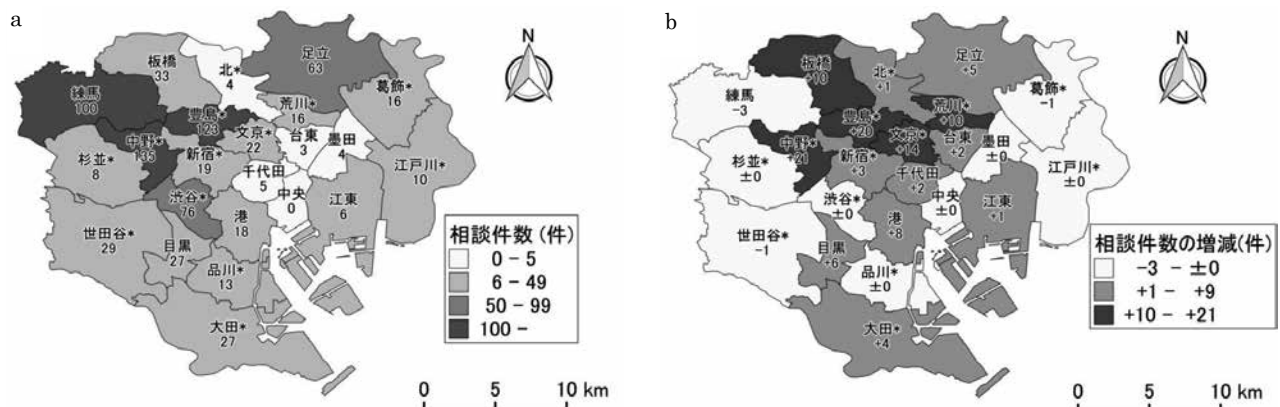 a
N
板橋
33
北*
4
足立
63
練馬
100
豊島*
123
荒川*
16
葛飾*
16
中野*
135
文京*
22
台東
3
墨田
4
杉並*
8
新宿*
19
千代田
5
江戸川*
10
渋谷*
76
中央
0
江東
6
港
18
世田谷*
29
目黒
27
品川*
13
大田*
27
相談件数(件)
0-5
6-49
50-99
100-
0 5 10 km
b
N
板橋
+10
北*
+1
足立
+5
練馬
-3
豊島*
+20
荒川*
+10
葛飾*
-1
中野*
+21
文京*
+14
台東
+2
墨田
±0
杉並*
±0
新宿*
+3
千代田
+2
江戸川*
±0
渋谷*
±0
中央
±0
江東
+1
港
+8
世田谷*
-1
目黒
+6
品川*
±0
大田*
+4
相談件数の増減(件)
-3 - ±0
+1 - +9
+10 - +21
0 5 10 km